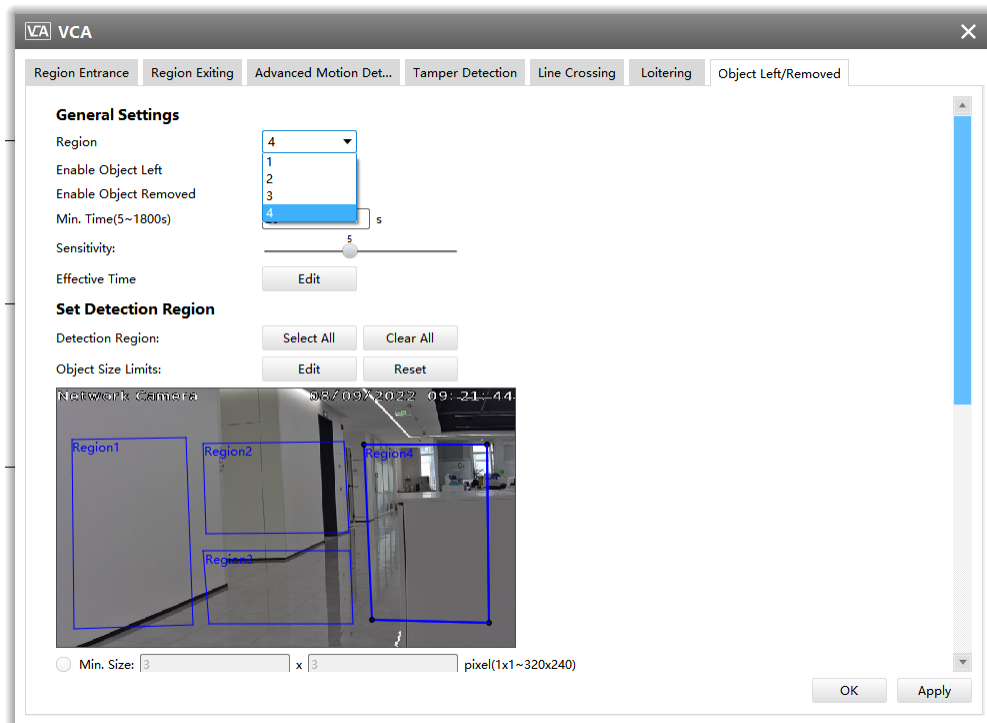 VCA VCA
Region Entrance Region Exiting Advanced Motion Det... Tamper Detection Line Crossing Loitering Object Left/Removed
General Settings
Region 4
1
Enable Object Left
2
Enable Object Removed
3
4
Min. Time(5~1800s) s
5
Sensitivity:
Effective Time Edit
Set Detection Region
Detection Region: Select All Clear All
Object Size Limits: Edit Reset
Network Camera 08/09/2022 09:21:44
Region1
Region2
Region4
Region3
Min. Size: 3 x 3 pixel(1x1~320x240)
OK Apply